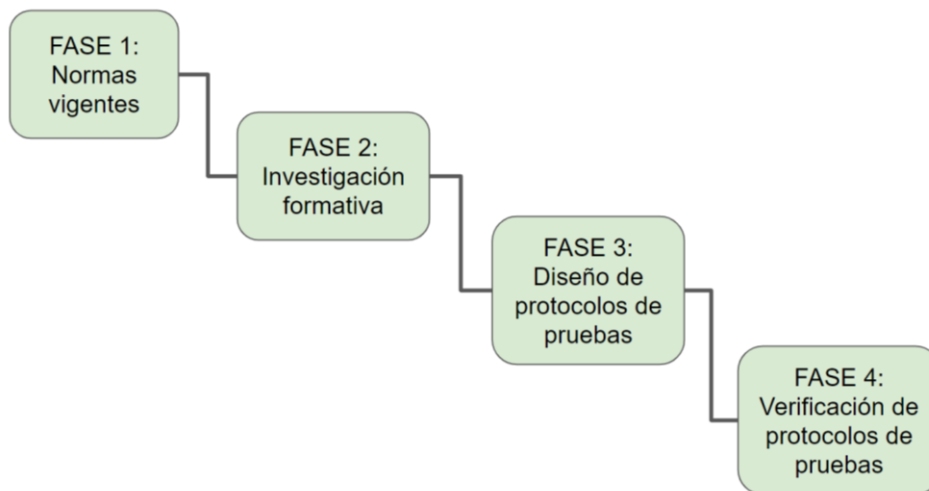 FASE 1:
Normas
vigentes
FASE 2:
Investigación
formativa
FASE 3:
Diseño de
protocolos de
pruebas
FASE 4:
Verificación de
protocolos de
pruebas